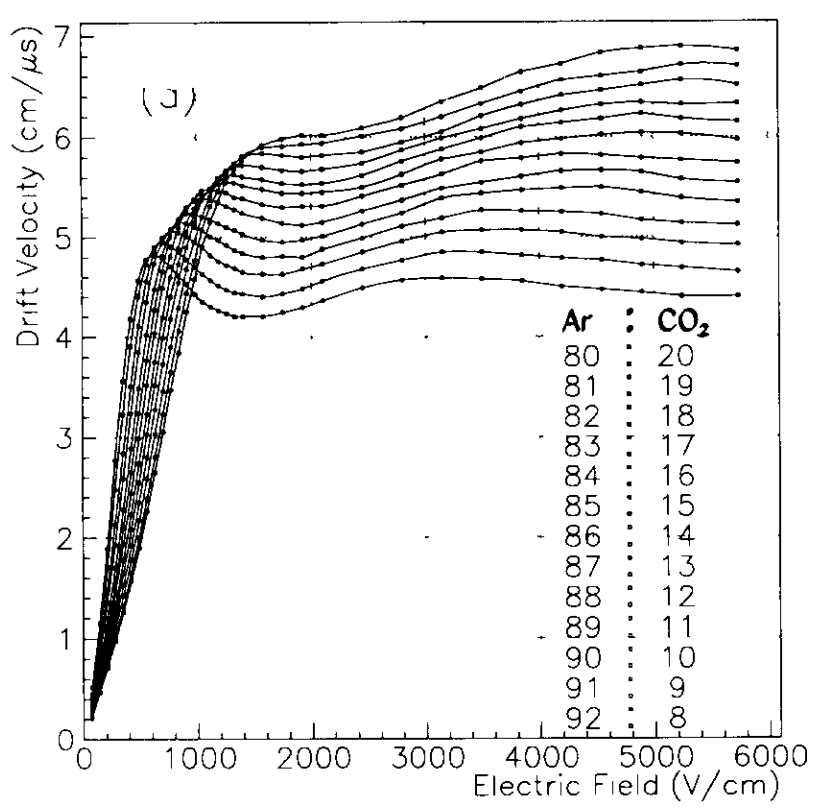 Drift Velocity (cm/μs)
7
6
5
4
3
2
1
0
Ar : CO₂
80 : 20
81 : 19
82 : 18
83 : 17
84 : 16
85 : 15
86 : 14
87 : 13
88 : 12
89 : 11
90 : 10
91 : 9
92 : 8
0 1000 2000 3000 4000 5000 6000
Electric Field (V/cm)